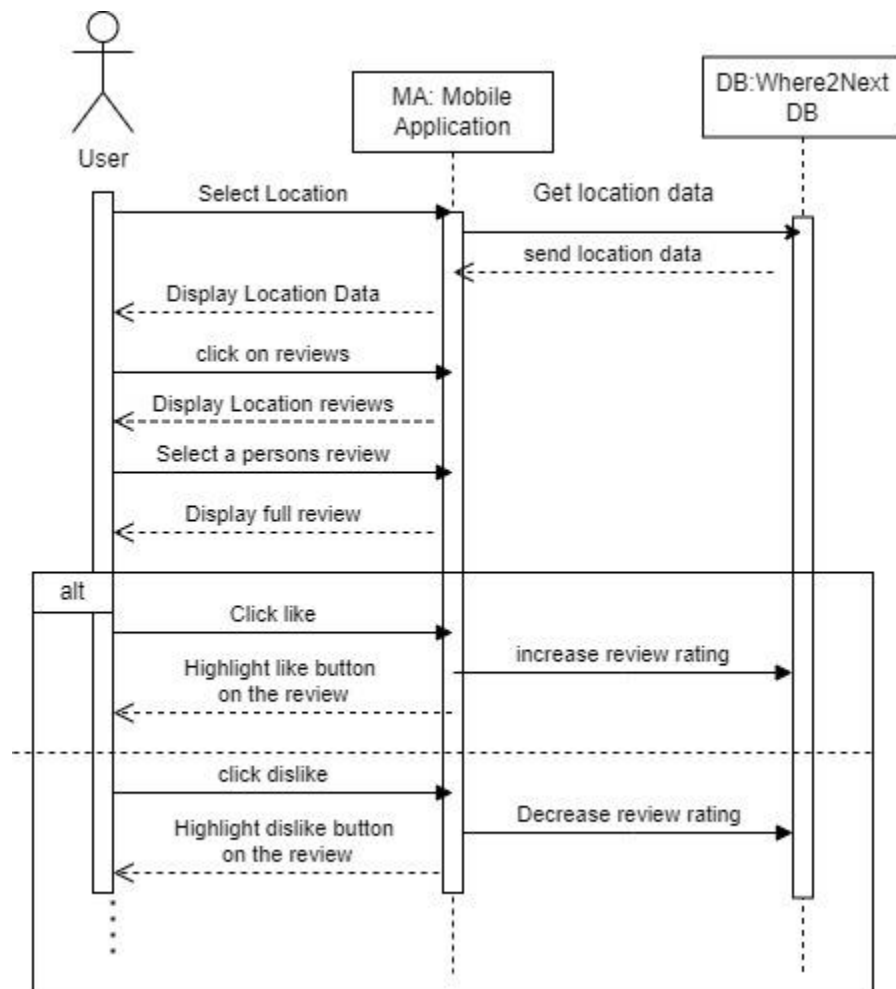 User
MA: Mobile
Application
DB:Where2Next
DB
Select Location
Get location data
send location data
Display Location Data
click on reviews
Display Location reviews
Select a persons review
Display full review
alt
Click like
increase review rating
Highlight like button
on the review
click dislike
Decrease review rating
Highlight dislike button
on the review